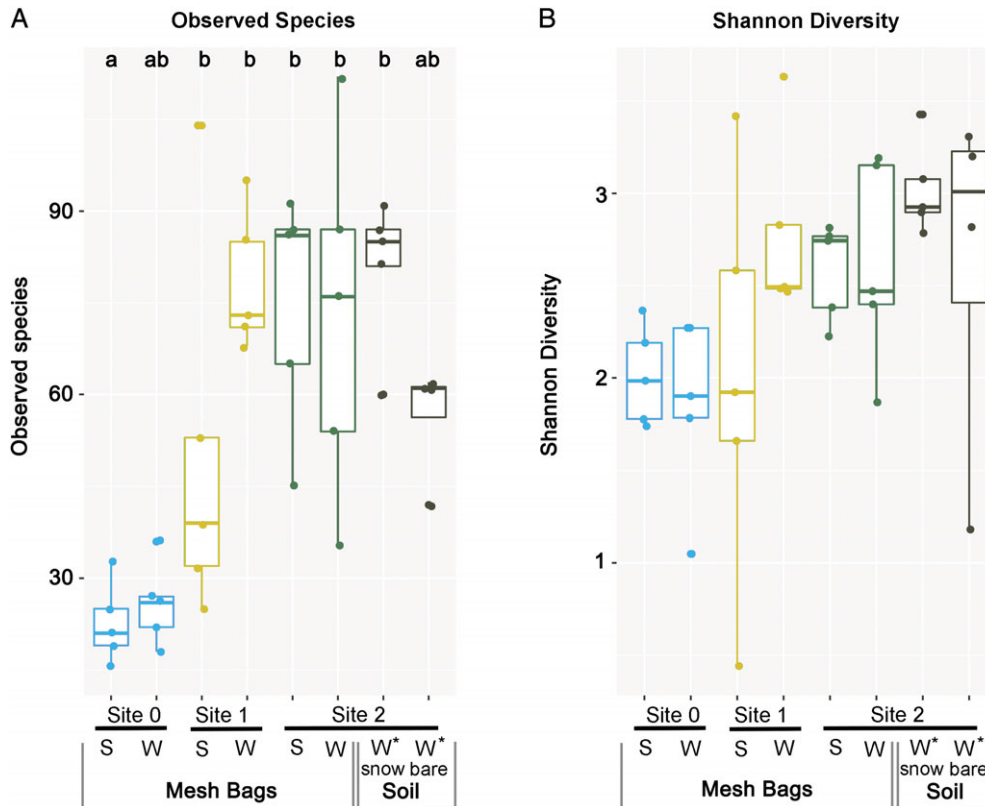 A
Observed Species
a ab b b b b b ab
Observed species
90
60
30
Site 0 Site 1 Site 2
S W S W S W W* W*
snow bare
Mesh Bags Soil
B
Shannon Diversity
Shannon Diversity
3
2
1
Site 0 Site 1 Site 2
S W S W S W W* W*
snow bare
Mesh Bags Soil